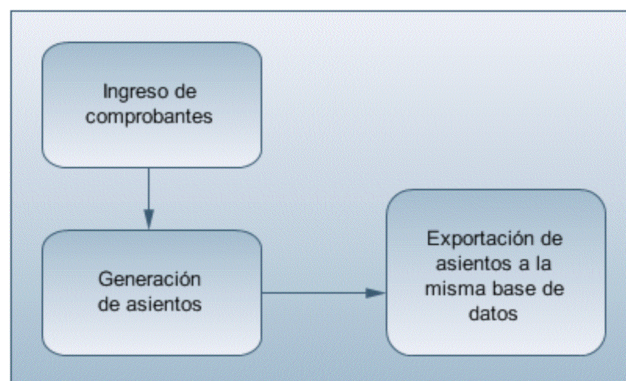 Ingreso de
comprobantes
Generación
de asientos
Exportación de
asientos a la
misma base de
datos